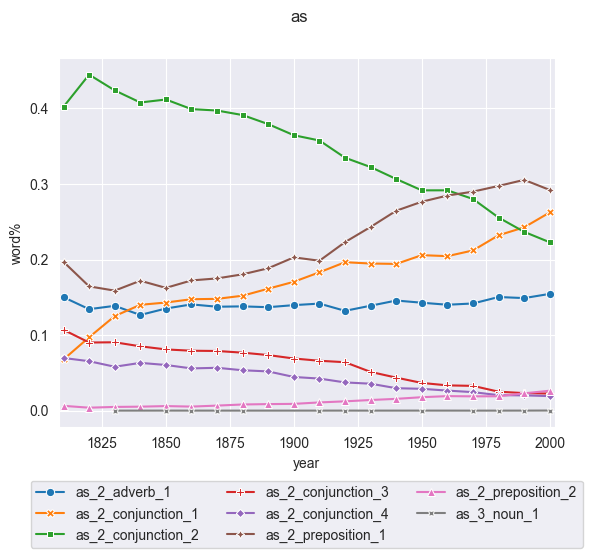 as
0.4
0.3
0.2
0.1
0.0
word%
1825 1850 1875 1900 1925 1950 1975 2000
year
as_2_adverb_1 as_2_conjunction_3 as_2_preposition_2
as_2_conjunction_1 as_2_conjunction_4 as_3_noun_1
as_2_conjunction_2 as_2_preposition_1